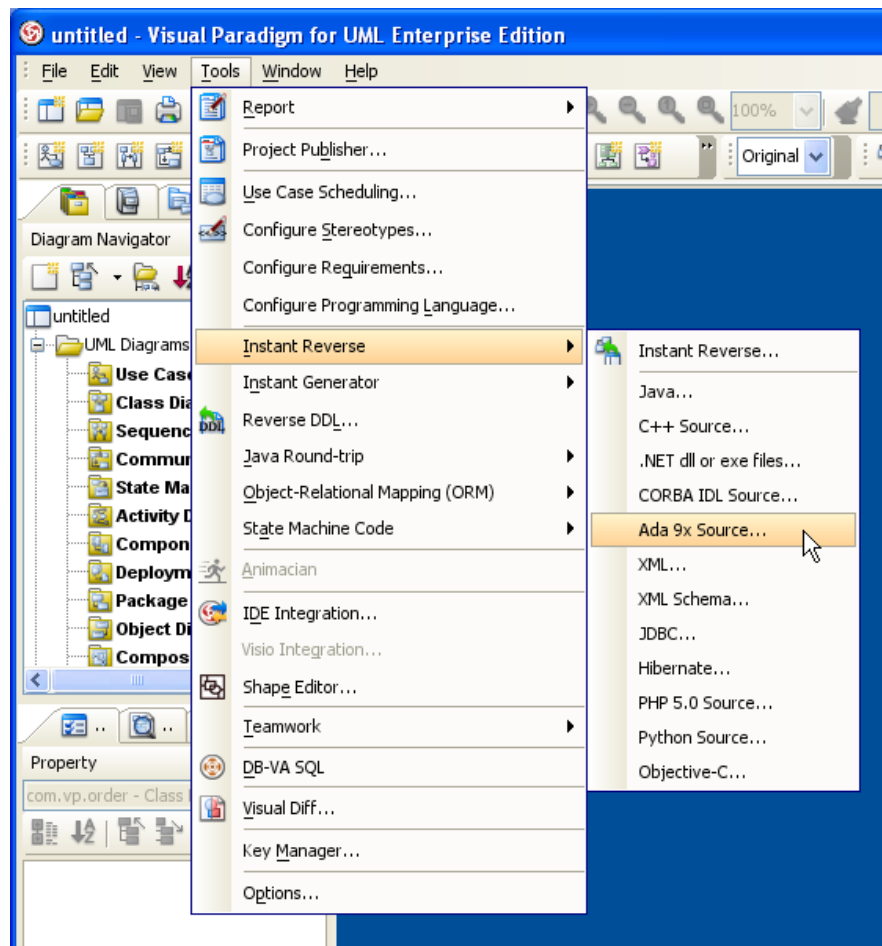 untitled - Visual Paradigm for UML Enterprise Edition
File Edit View Tools Window Help
100%
Original
Diagram Navigator
untitled
UML Diagrams
Use Case
Class Dia
Sequenc
Commun
State Ma
Activity D
Compon
Deploym
Package
Object Di
Compos
Property
com.vp.order - Class
Report
Project Publisher...
Use Case Scheduling...
Configure Stereotypes...
Configure Requirements...
Configure Programming Language...
Instant Reverse
Instant Generator
DDL
Reverse DDL...
Java Round-trip
Object-Relational Mapping (ORM)
State Machine Code
Animacian
IDE Integration...
Visio Integration...
Shape Editor...
Teamwork
DB-VA SQL
Visual Diff...
Key Manager...
Options...
Instant Reverse...
Java...
C++ Source...
.NET dll or exe files...
CORBA IDL Source...
Ada 9x Source...
XML...
XML Schema...
JDBC...
Hibernate...
PHP 5.0 Source...
Python Source...
Objective-C...